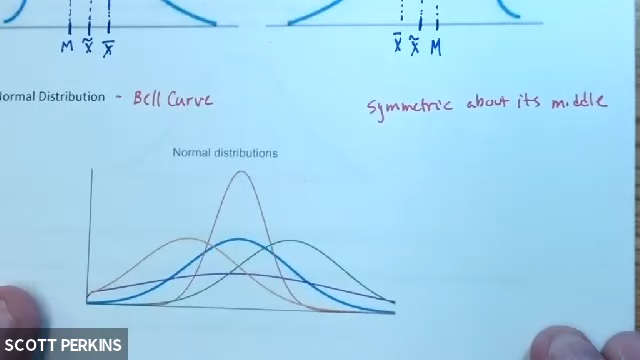 M x̃ x̄
x̄ x̃ M
Normal Distribution - Bell Curve
Symmetric about its middle
Normal distributions
SCOTT PERKINS